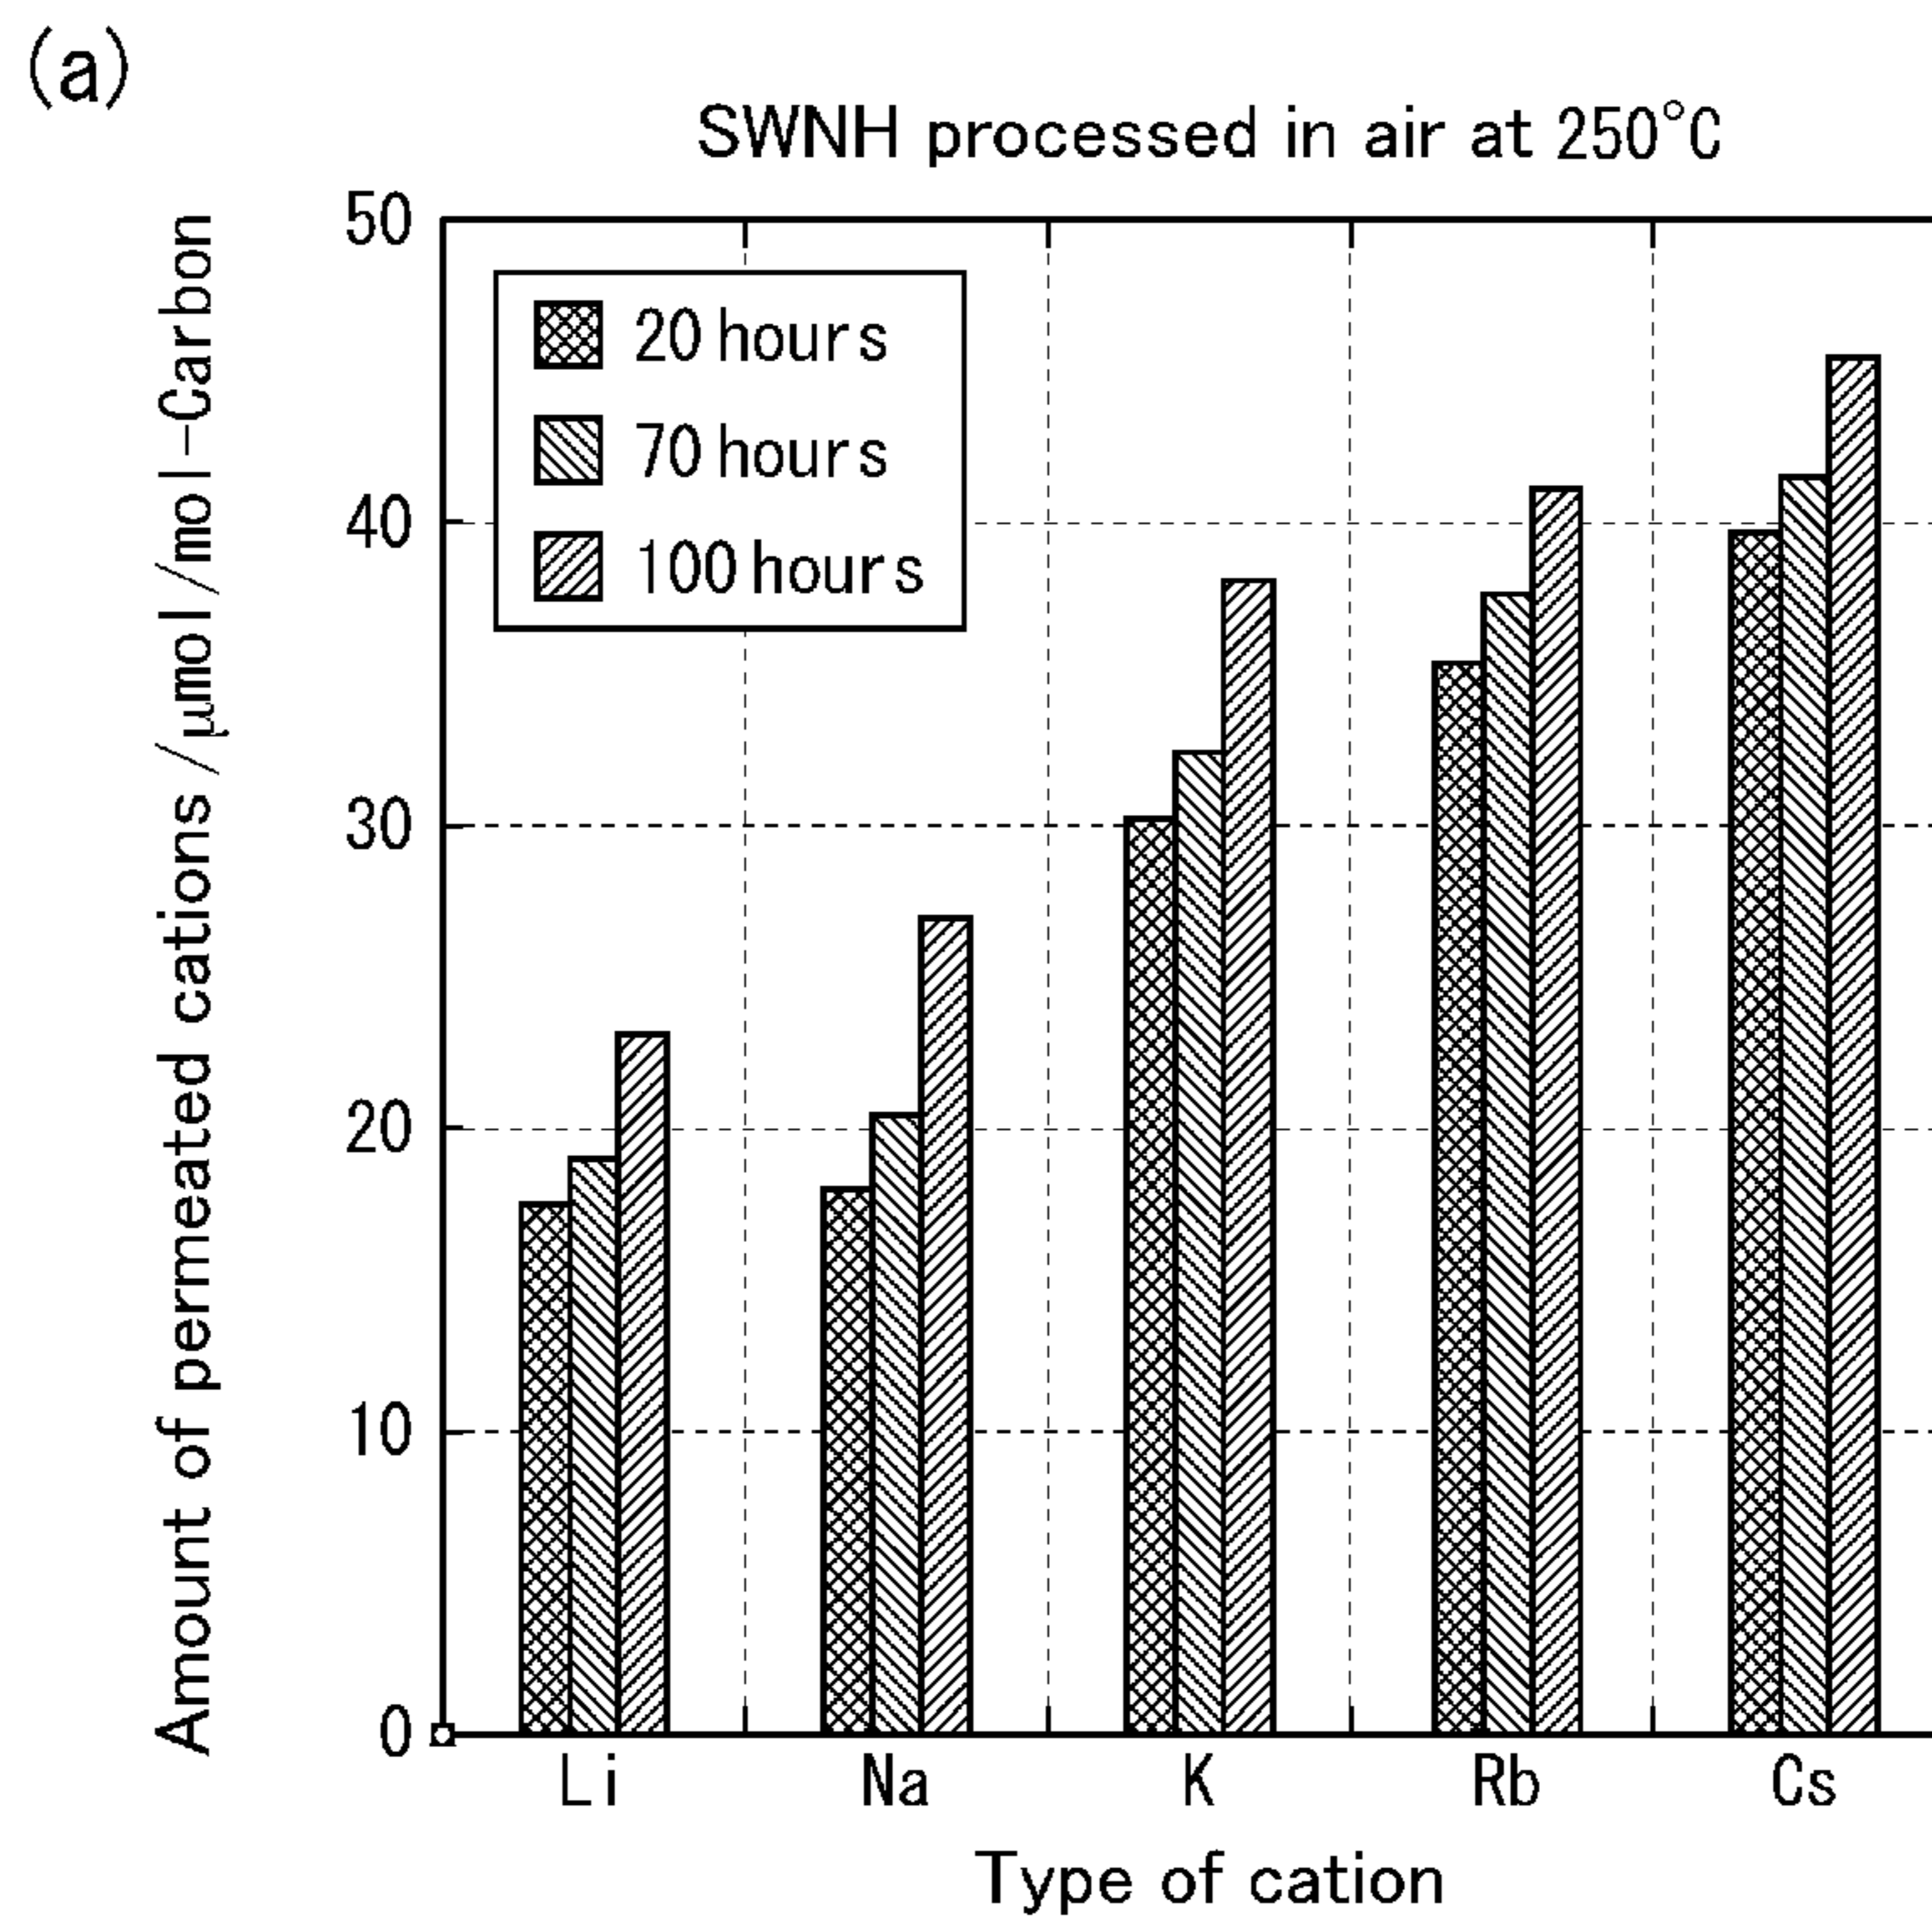 (a)
SWNH processed in air at 250°C
Amount of permeated cations/μmol/mol-Carbon
50
40
30
20
10
0
20 hours
70 hours
100 hours
Li Na K Rb Cs
Type of cation